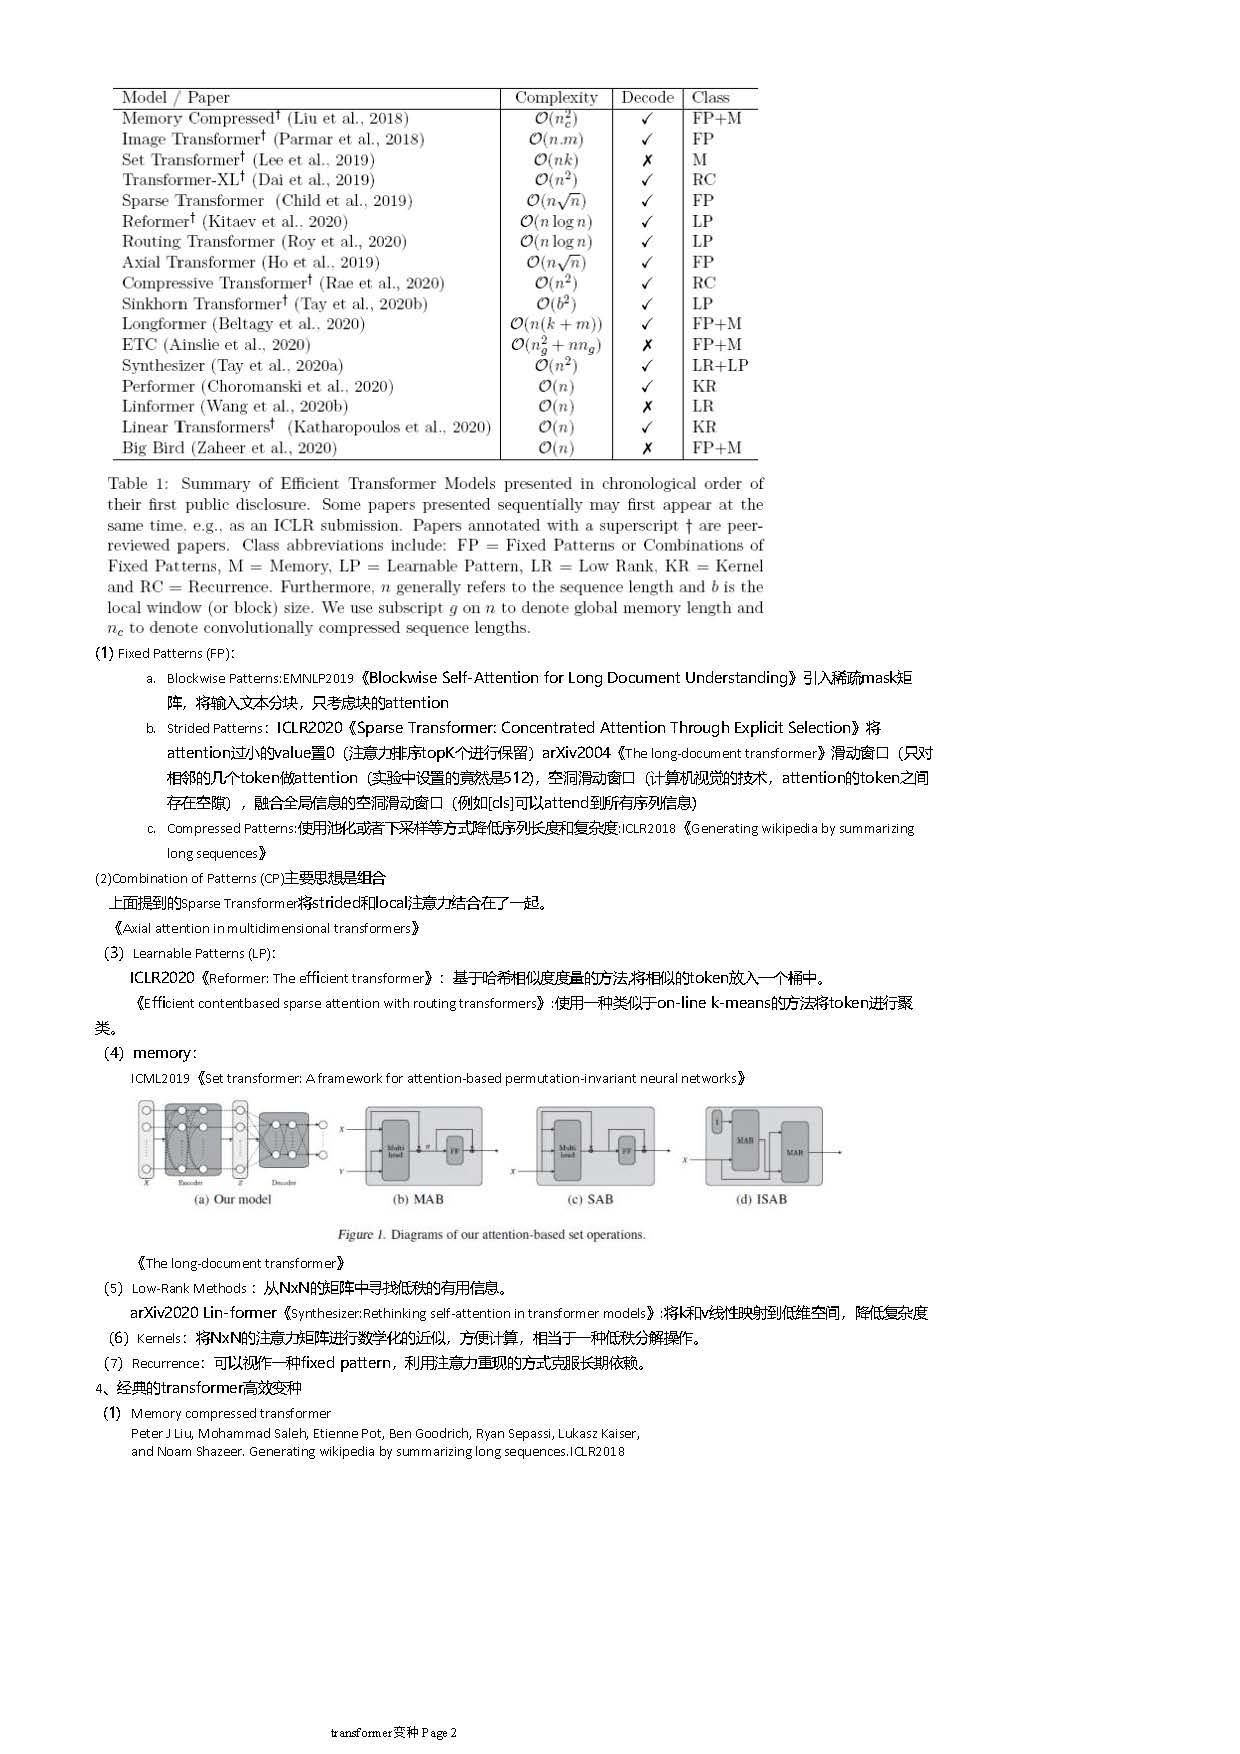 Model / Paper Complexity Decode Class
Memory Compressed† (Liu et al., 2018) O(n_c^2) ✓ FP+M
Image Transformer† (Parmar et al., 2018) O(n.m) ✓ FP
Set Transformer† (Lee et al., 2019) O(nk) ✗ M
Transformer-XL† (Dai et al., 2019) O(n^2) ✓ RC
Sparse Transformer (Child et al., 2019) O(n√n) ✓ FP
Reformer† (Kitaev et al., 2020) O(n log n) ✓ LP
Routing Transformer (Roy et al., 2020) O(n log n) ✓ LP
Axial Transformer (Ho et al., 2019) O(n√n) ✓ FP
Compressive Transformer† (Rae et al., 2020) O(n^2) ✓ RC
Sinkhorn Transformer† (Tay et al., 2020b) O(b^2) ✓ LP
Longformer (Beltagy et al., 2020) O(n(k + m)) ✓ FP+M
ETC (Ainslie et al., 2020) O(n_g^2 + nn_g) ✗ FP+M
Synthesizer (Tay et al., 2020a) O(n^2) ✓ LR+LP
Performer (Choromanski et al., 2020) O(n) ✓ KR
Linformer (Wang et al., 2020b) O(n) ✗ LR
Linear Transformers† (Katharopoulos et al., 2020) O(n) ✓ KR
Big Bird (Zaheer et al., 2020) O(n) ✗ FP+M
Table 1: Summary of Efficient Transformer Models presented in chronological order of
their first public disclosure. Some papers presented sequentially may first appear at the
same time, e.g., as an ICLR submission. Papers annotated with a superscript † are peer-
reviewed papers. Class abbreviations include: FP = Fixed Patterns or Combinations of
Fixed Patterns, M = Memory, LP = Learnable Pattern, LR = Low Rank, KR = Kernel
and RC = Recurrence. Furthermore, n generally refers to the sequence length and b is the
local window (or block) size. We use subscript g on n to denote global memory length and
n_c to denote convolutionally compressed sequence lengths.
(1) Fixed Patterns (FP)：
a. Blockwise Patterns:EMNLP2019《Blockwise Self-Attention for Long Document Understanding》引入稀疏mask矩
阵，将输入文本分块，只考虑块的attention
b. Strided Patterns：ICLR2020《Sparse Transformer: Concentrated Attention Through Explicit Selection》将
attention过小的value置0（注意力排序topK个进行保留）arXiv2004《The long-document transformer》滑动窗口（只对
相邻的几个token做attention（实验中设置的竟然是512)，空洞滑动窗口（计算机视觉的技术，attention的token之间
存在空隙），融合全局信息的空洞滑动窗口（例如[cls]可以attend到所有序列信息)
c. Compressed Patterns:使用池化或者下采样等方式降低序列长度和复杂度:ICLR2018《Generating wikipedia by summarizing
long sequences》
(2)Combination of Patterns (CP)主要思想是组合
上面提到的Sparse Transformer将strided和local注意力结合在了一起。
《Axial attention in multidimensional transformers》
（3）Learnable Patterns (LP)：
ICLR2020《Reformer: The efficient transformer》：基于哈希相似度度量的方法,将相似的token放入一个桶中。
《Efficient contentbased sparse attention with routing transformers》:使用一种类似于on-line k-means的方法将token进行聚
类。
（4）memory：
ICML2019《Set transformer: A framework for attention-based permutation-invariant neural networks》
X Encoder Z Decoder
X Y Multi head H FF
X Multi head FF
X I MAB MAB
(a) Our model (b) MAB (c) SAB (d) ISAB
Figure 1. Diagrams of our attention-based set operations.
《The long-document transformer》
（5）Low-Rank Methods ：从NxN的矩阵中寻找低秩的有用信息。
arXiv2020 Lin-former《Synthesizer:Rethinking self-attention in transformer models》:将k和v线性映射到低维空间，降低复杂度
（6）Kernels：将NxN的注意力矩阵进行数学化的近似，方便计算，相当于一种低秩分解操作。
（7）Recurrence：可以视作一种fixed pattern，利用注意力重现的方式克服长期依赖。
4、经典的transformer高效变种
（1） Memory compressed transformer
Peter J Liu, Mohammad Saleh, Etienne Pot, Ben Goodrich, Ryan Sepassi, Lukasz Kaiser,
and Noam Shazeer. Generating wikipedia by summarizing long sequences.ICLR2018
transformer变种 Page 2